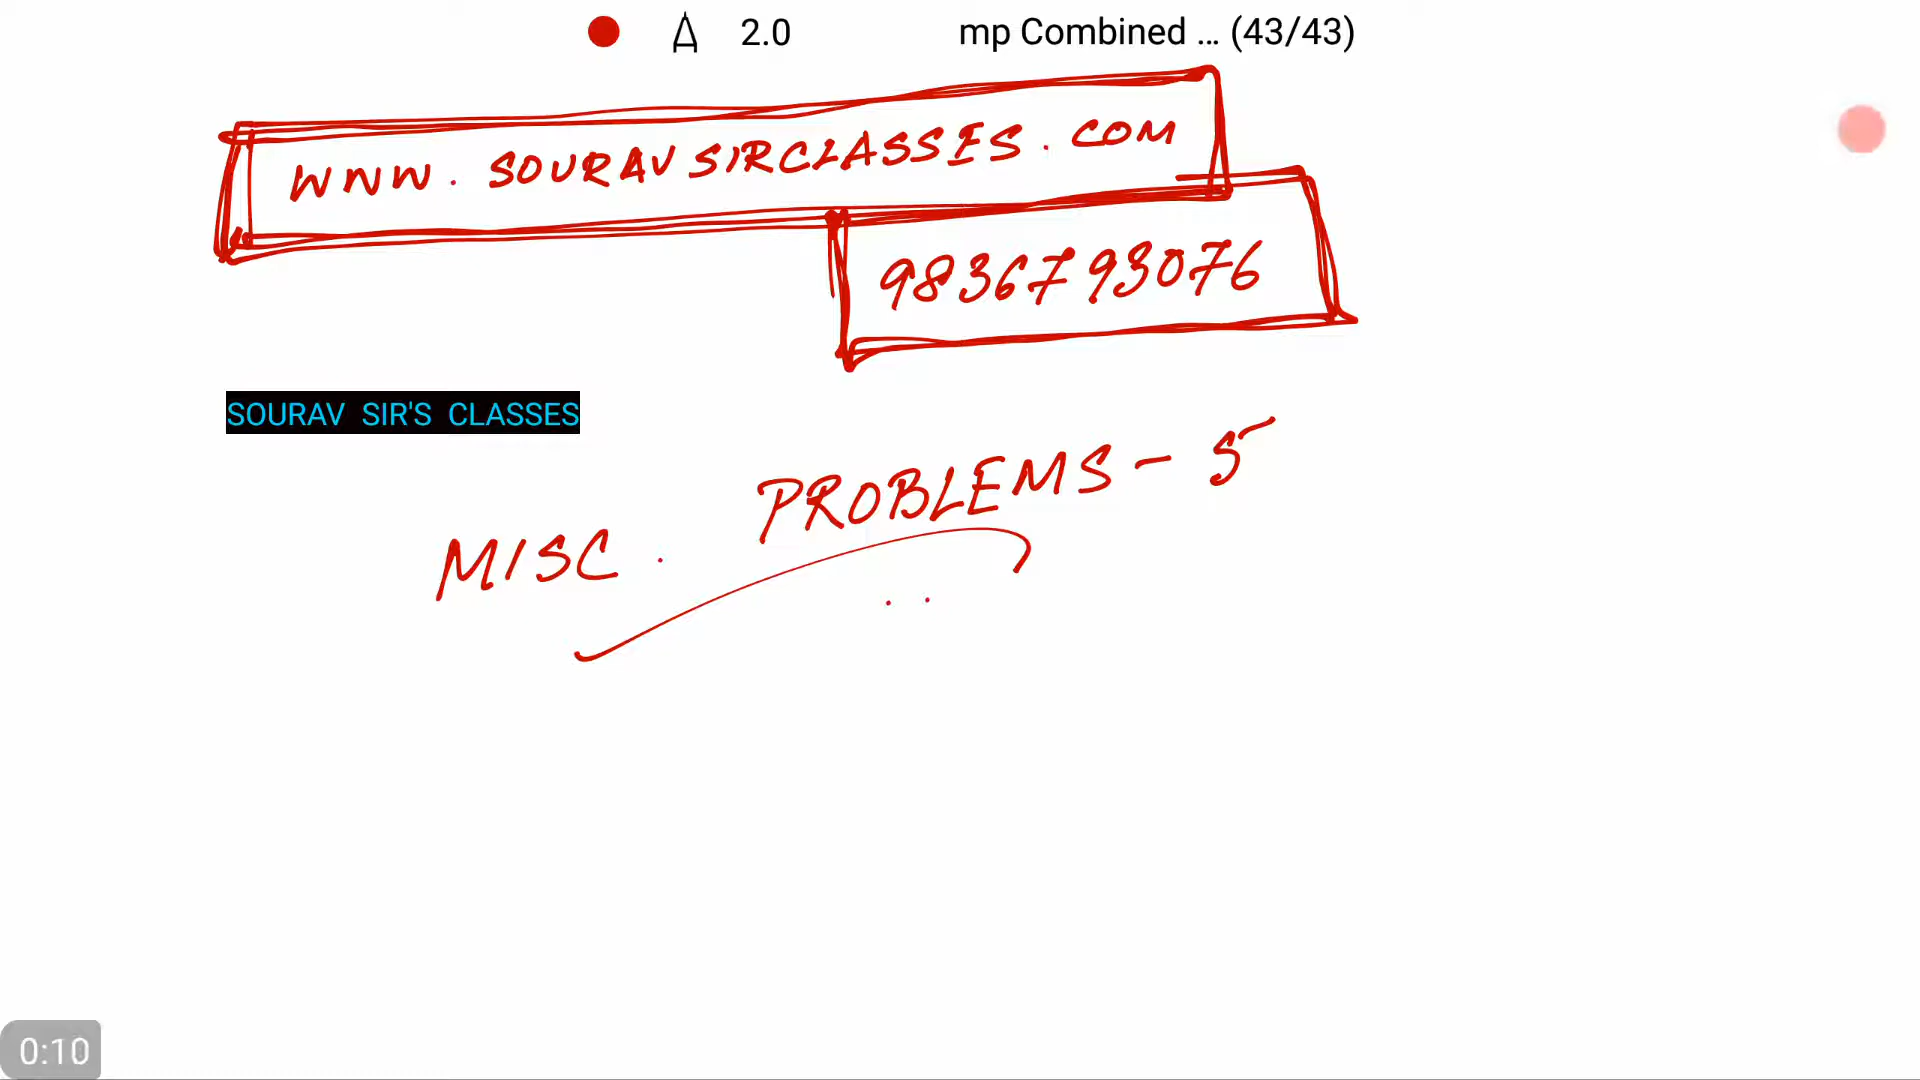 2.0 mp Combined ... (43/43)
WWW. SOURAVSIRCLASSES.COM
9836793076
SOURAV SIR'S CLASSES
MISC. PROBLEMS - 5
0:10